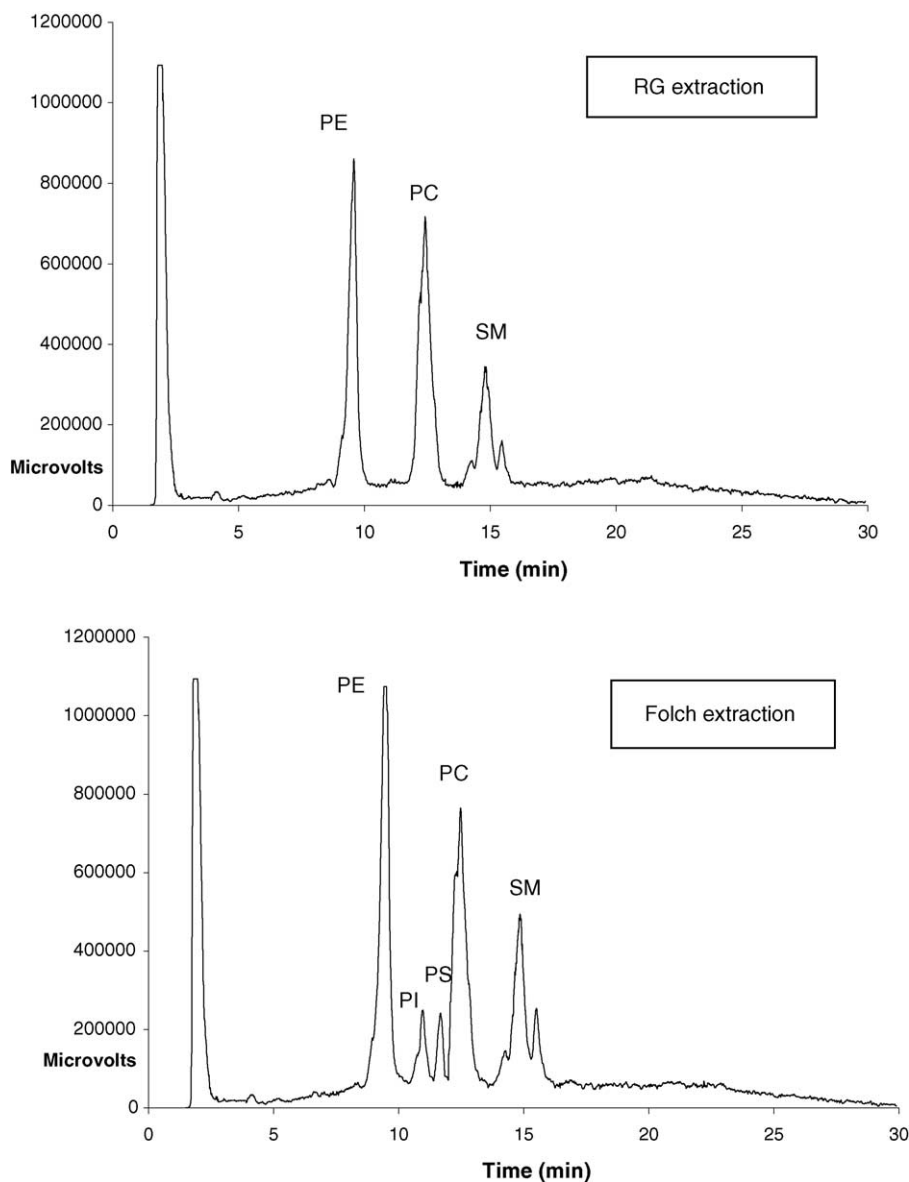 1200000
RG extraction
1000000
PE
800000
PC
600000
SM
400000
200000
Microvolts
0
0 5 10 15 20 25 30
Time (min)
1200000
PE
Folch extraction
1000000
PC
800000
600000
SM
400000
PS
PI
200000
Microvolts
0
0 5 10 15 20 25 30
Time (min)